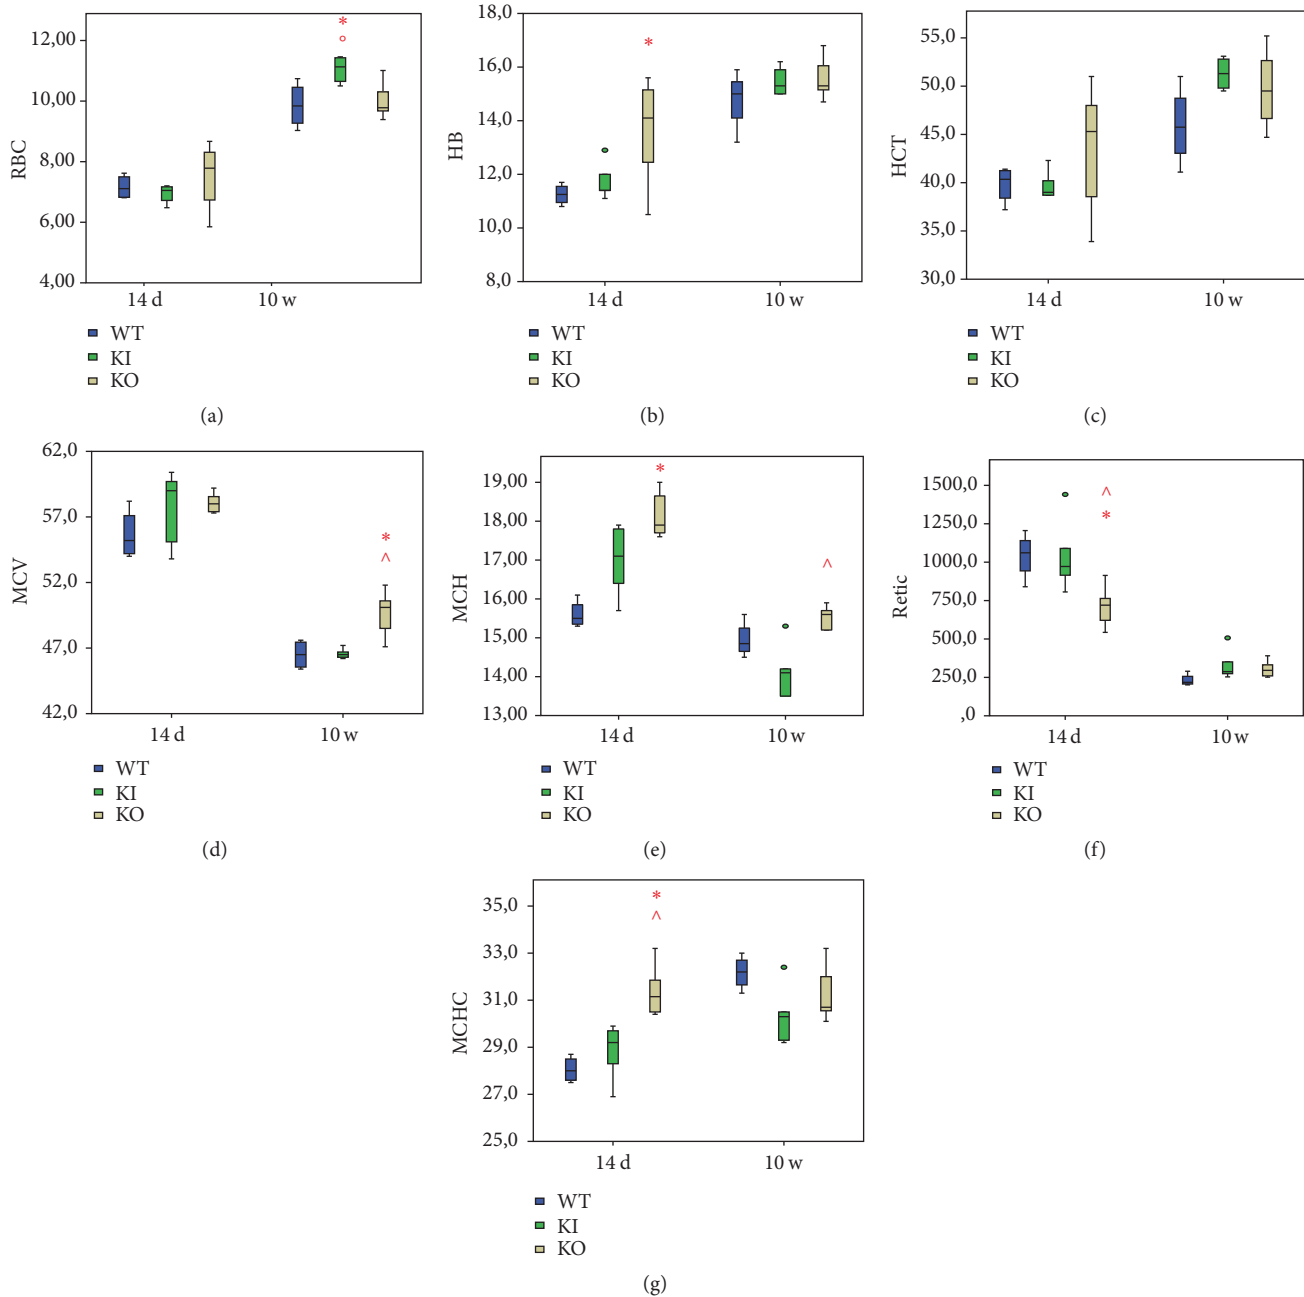 RBC
12,00
10,00
8,00
6,00
4,00
*
14 d
10 w
WT
KI
KO
(a)
HB
18,0
16,0
14,0
12,0
10,0
8,0
*
14 d
10 w
WT
KI
KO
(b)
HCT
55,0
50,0
45,0
40,0
35,0
30,0
14 d
10 w
WT
KI
KO
(c)
MCV
62,0
57,0
52,0
47,0
42,0
*
^
14 d
10 w
WT
KI
KO
(d)
MCH
19,00
18,00
17,00
16,00
15,00
14,00
13,00
*
^
14 d
10 w
WT
KI
KO
(e)
Retic
1500,0
1250,0
1000,0
750,0
500,0
250,0
,0
^
*
14 d
10 w
WT
KI
KO
(f)
MCHC
35,0
33,0
31,0
29,0
27,0
25,0
*
^
14 d
10 w
WT
KI
KO
(g)